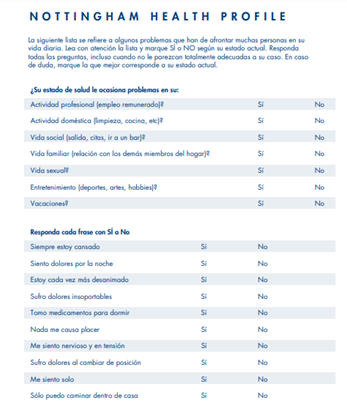 NOTTINGHAM HEALTH PROFILE
La siguiente lista se refiere a algunos problemas que han de afrontar muchas personas en su
vida diaria. Lea con atención la lista y marque SÍ o NO según su estado actual. Responda
todas las preguntas, incluso cuando no le parezcan totalmente adecuadas a su caso. En caso
de duda, marque la que mejor corresponde a su estado actual.
¿Su estado de salud le ocasiona problemas en su:
Actividad profesional (empleo remunerado)? Sí No
Actividad doméstica (limpieza, cocina, etc)? Sí No
Vida social (salida, citas, ir a un bar)? Sí No
Vida familiar (relación con los demás miembros del hogar)? Sí No
Vida sexual? Sí No
Entretenimiento (deportes, artes, hobbies)? Sí No
Vacaciones? Sí No
Responda cada frase con SÍ o No
Siempre estoy cansado Sí No
Siento dolores por la noche Sí No
Estoy cada vez más desanimado Sí No
Sufro dolores insoportables Sí No
Tomo medicamentos para dormir Sí No
Nada me causa placer Sí No
Me siento nervioso y en tensión Sí No
Sufro dolores al cambiar de posición Sí No
Me siento solo Sí No
Sólo puedo caminar dentro de casa Sí No